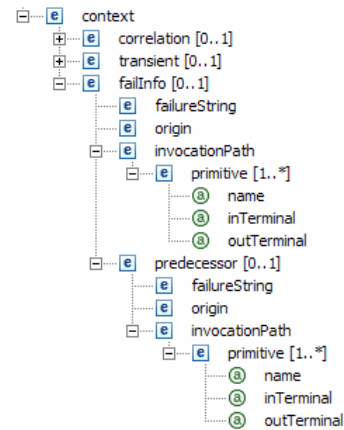 e context
e correlation [0..1]
e transient [0..1]
e failInfo [0..1]
e failureString
e origin
e invocationPath
e primitive [1..*]
a name
a inTerminal
a outTerminal
e predecessor [0..1]
e failureString
e origin
e invocationPath
e primitive [1..*]
a name
a inTerminal
a outTerminal